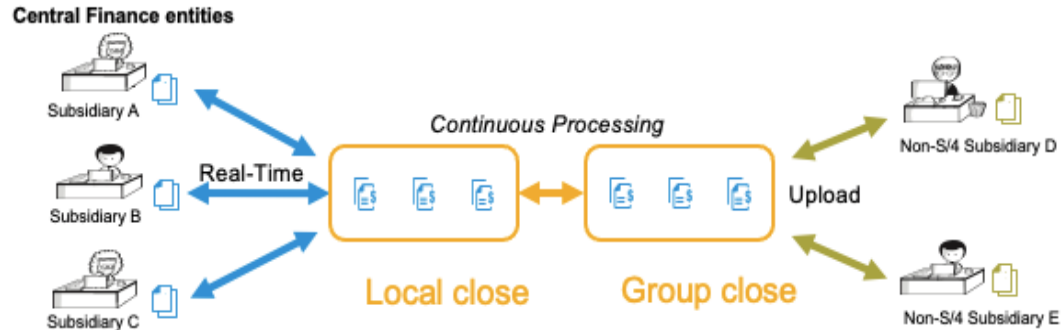 Central Finance entities
Subsidiary A
Continuous Processing
Non-S/4 Subsidiary D
Real-Time
Subsidiary B
Upload
Local close
Group close
Subsidiary C
Non-S/4 Subsidiary E